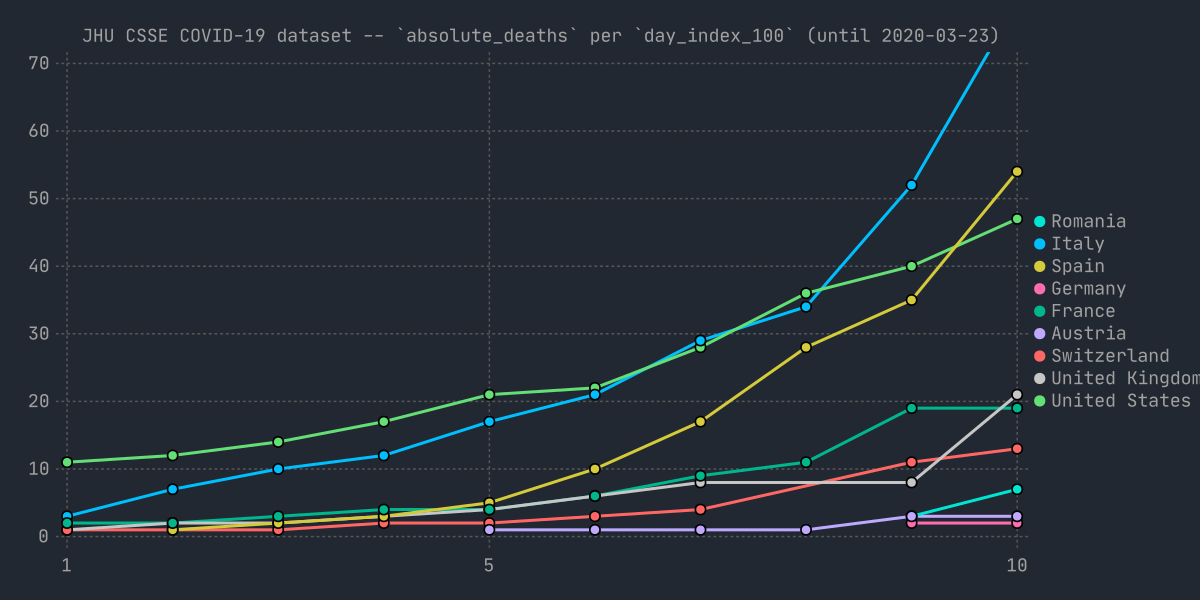 JHU CSSE COVID-19 dataset -- `absolute_deaths` per `day_index_100` (until 2020-03-23)
70
60
50
40
30
20
10
0
1 5 10
Romania
Italy
Spain
Germany
France
Austria
Switzerland
United Kingdom
United States